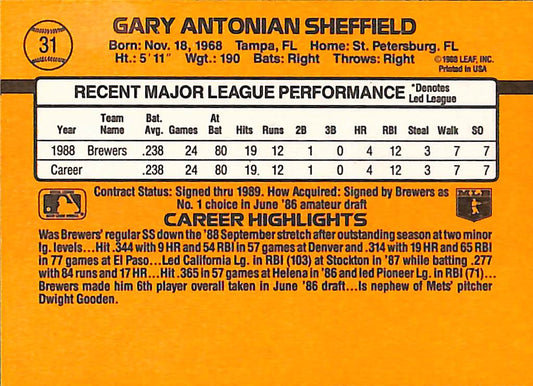 31
GARY ANTONIAN SHEFFIELD
Born: Nov. 18, 1968 Tampa, FL Home: St. Petersburg, FL
Ht.: 5' 11" Wgt.: 190 Bats: Right Throws: Right
©1988 LEAF, INC.
Printed in USA
RECENT MAJOR LEAGUE PERFORMANCE *Denotes Led League
Year Team Name Bat. Avg. Games At Bat Hits Runs 2B 3B HR RBI Steal Walk SO
1988 Brewers .238 24 80 19 12 1 0 4 12 3 7 7
Career .238 24 80 19 12 1 0 4 12 3 7 7
Contract Status: Signed thru 1989. How Acquired: Signed by Brewers as
No. 1 choice in June '86 amateur draft
MLB
CAREER HIGHLIGHTS
Was Brewers' regular SS down the '88 September stretch after outstanding season at two minor
lg. levels...Hit .344 with 9 HR and 54 RBI in 57 games at Denver and .314 with 19 HR and 65 RBI
in 77 games at El Paso...Led California Lg. in RBI (103) at Stockton in '87 while batting .277
with 84 runs and 17 HR...Hit .365 in 57 games at Helena in '86 and led Pioneer Lg. in RBI (71)...
Brewers made him 6th player overall taken in June '86 draft...Is nephew of Mets' pitcher
Dwight Gooden.